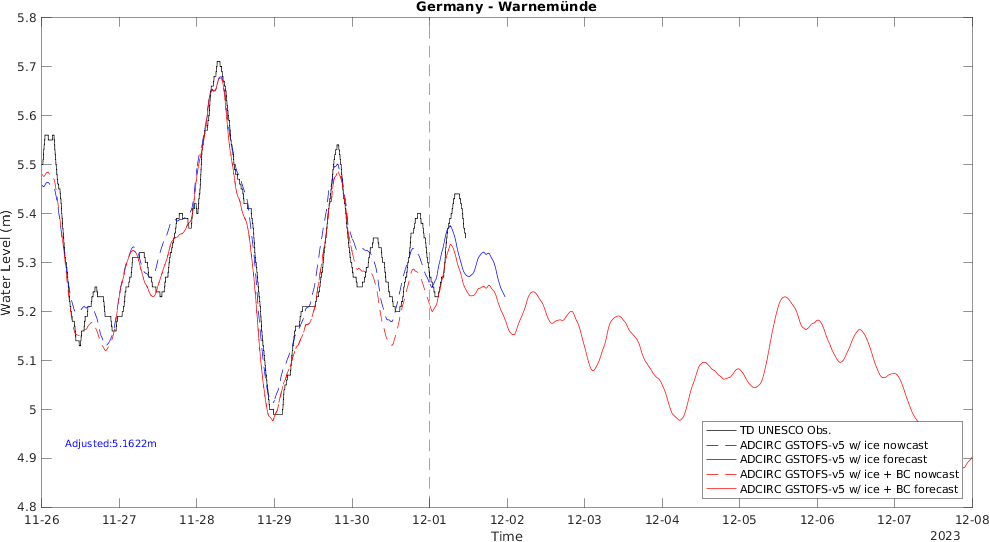 Germany - Warnemünde
5.8
5.7
5.6
5.5
5.4
5.3
5.2
5.1
5
4.9
4.8
Water Level (m)
Adjusted:5.1622m
TD UNESCO Obs.
ADCIRC GSTOFS-v5 w/ ice nowcast
ADCIRC GSTOFS-v5 w/ ice forecast
ADCIRC GSTOFS-v5 w/ ice + BC nowcast
ADCIRC GSTOFS-v5 w/ ice + BC forecast
11-26 11-27 11-28 11-29 11-30 12-01 12-02 12-03 12-04 12-05 12-06 12-07 12-08
Time
2023